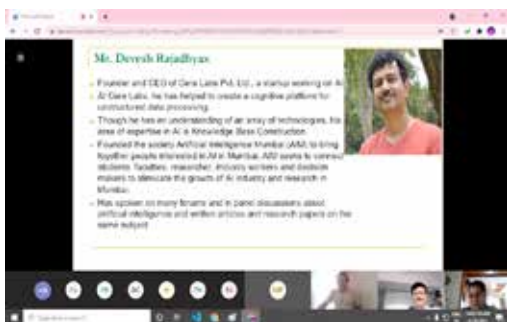 Mr. Devesh Rajadhyax
Founder and CEO of Cere Labs Pvt. Ltd., a startup working on AI
At Cere Labs, he has helped to create a cognitive platform for
unstructured data processing.
Though he has an understanding of an array of technologies, his
area of expertise in AI is Knowledge Base Construction.
Founded the society Artificial Intelligence Mumbai (AIM) to bring
together people interested in AI in Mumbai. AIM seeks to connect
students, faculties, researcher, industry workers and decision
makers to stimulate the growth of AI industry and research in
Mumbai.
Has spoken on many forums and in panel discussions about
artificial intelligence and written articles and research papers on the
same subject